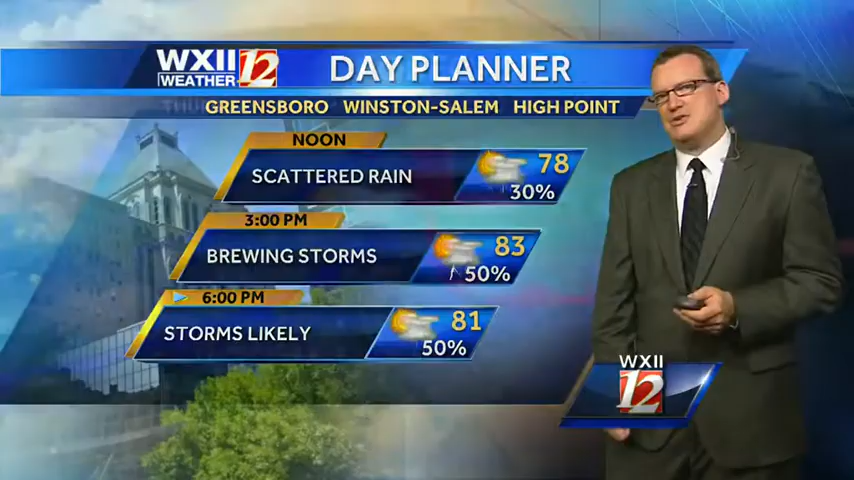 WXII 12
WEATHER
DAY PLANNER
GREENSBORO WINSTON-SALEM HIGH POINT
NOON
SCATTERED RAIN
78
30%
3:00 PM
BREWING STORMS
83
50%
6:00 PM
STORMS LIKELY
81
50%
WXII
12